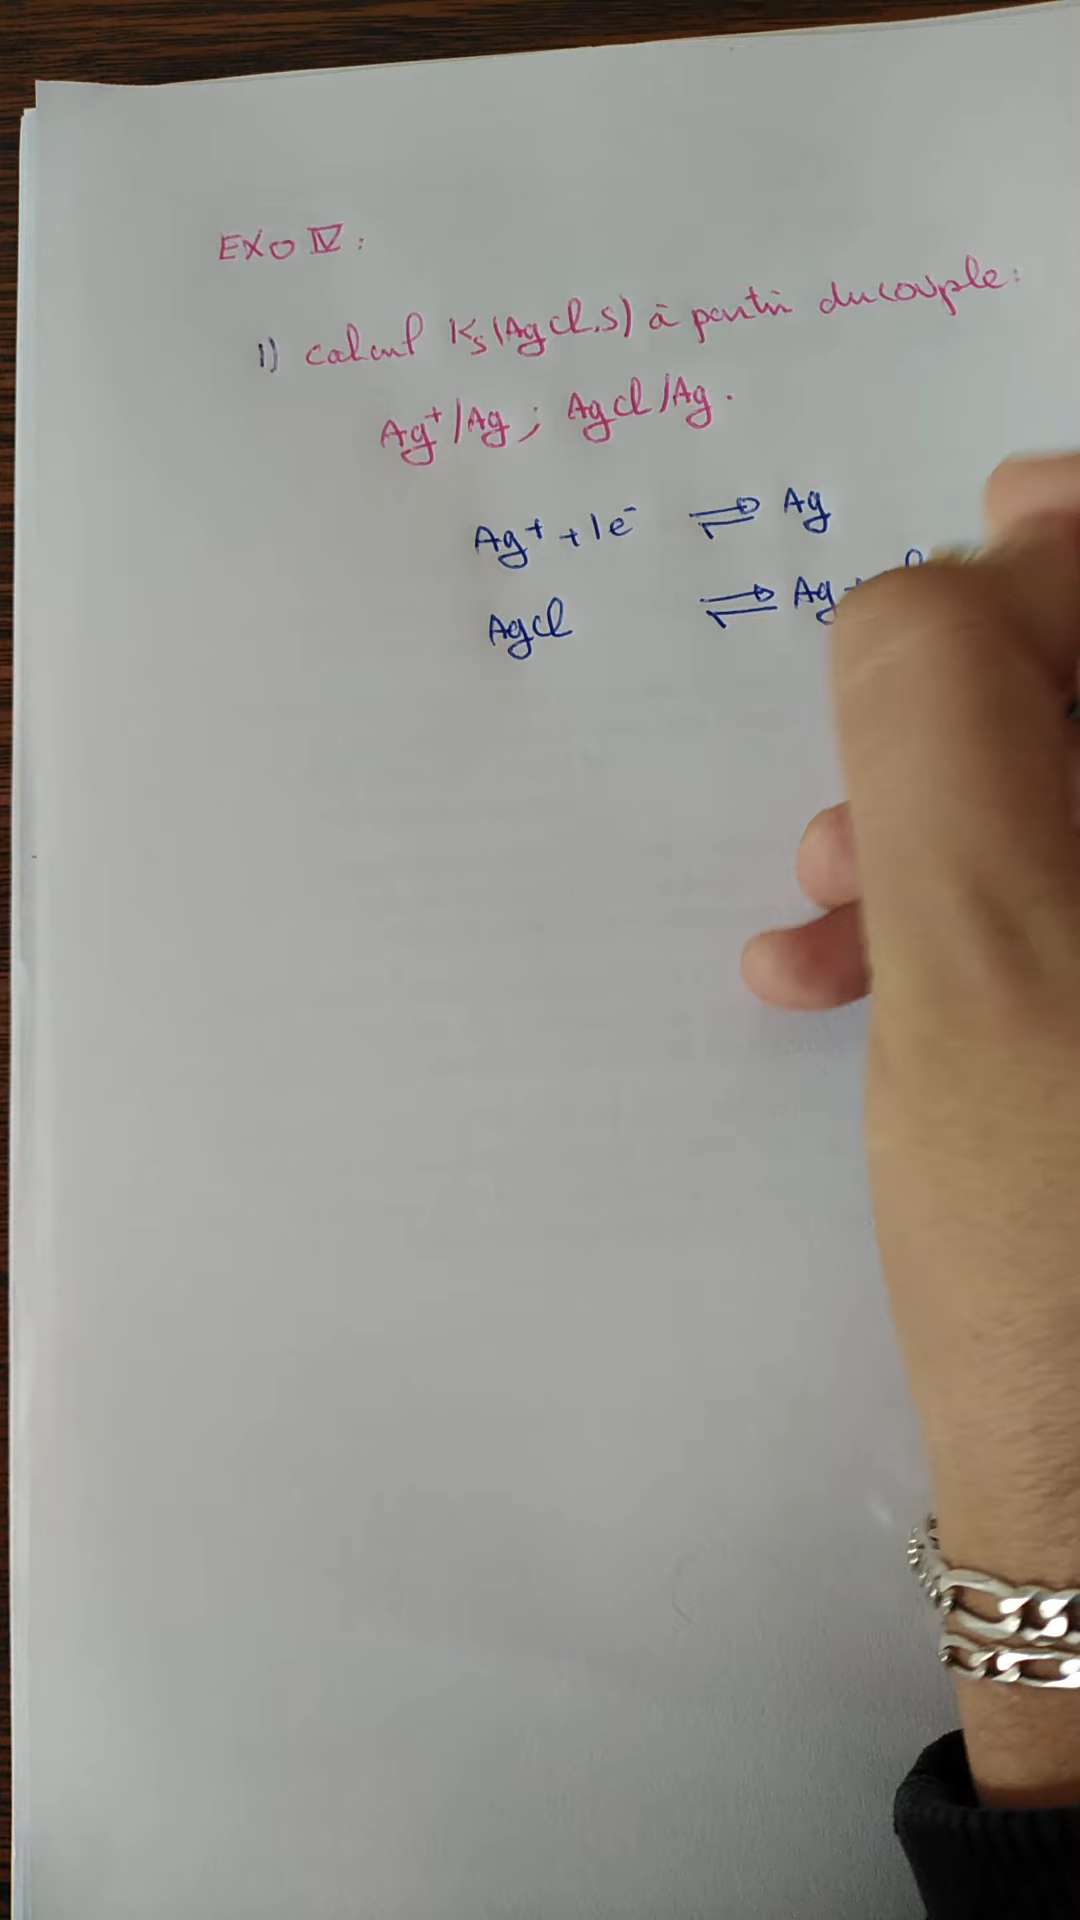 EXO IV :
1) calcul Ks(AgCl,s) à partir du couple :
Ag⁺/Ag ; AgCl/Ag.
Ag⁺ + 1e⁻ ⇌ Ag
AgCl ⇌ Ag +